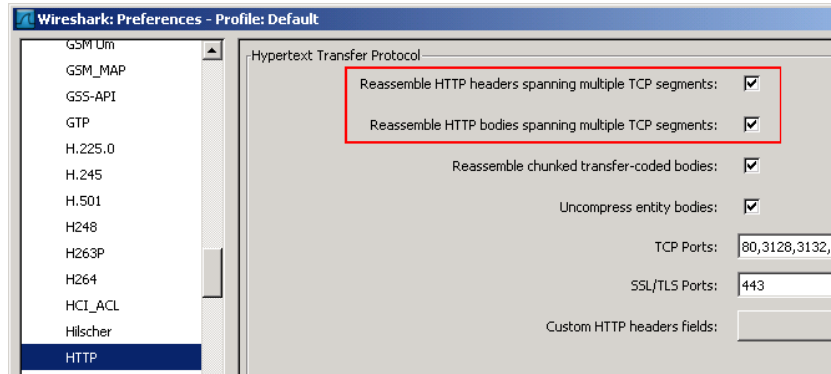 Wireshark: Preferences - Profile: Default
GSM Um
GSM_MAP
GSS-API
GTP
H.225.0
H.245
H.501
H248
H263P
H264
HCI_ACL
Hilscher
HTTP
Hypertext Transfer Protocol
Reassemble HTTP headers spanning multiple TCP segments:
Reassemble HTTP bodies spanning multiple TCP segments:
Reassemble chunked transfer-coded bodies:
Uncompress entity bodies:
TCP Ports: 80,3128,3132,
SSL/TLS Ports: 443
Custom HTTP headers fields: